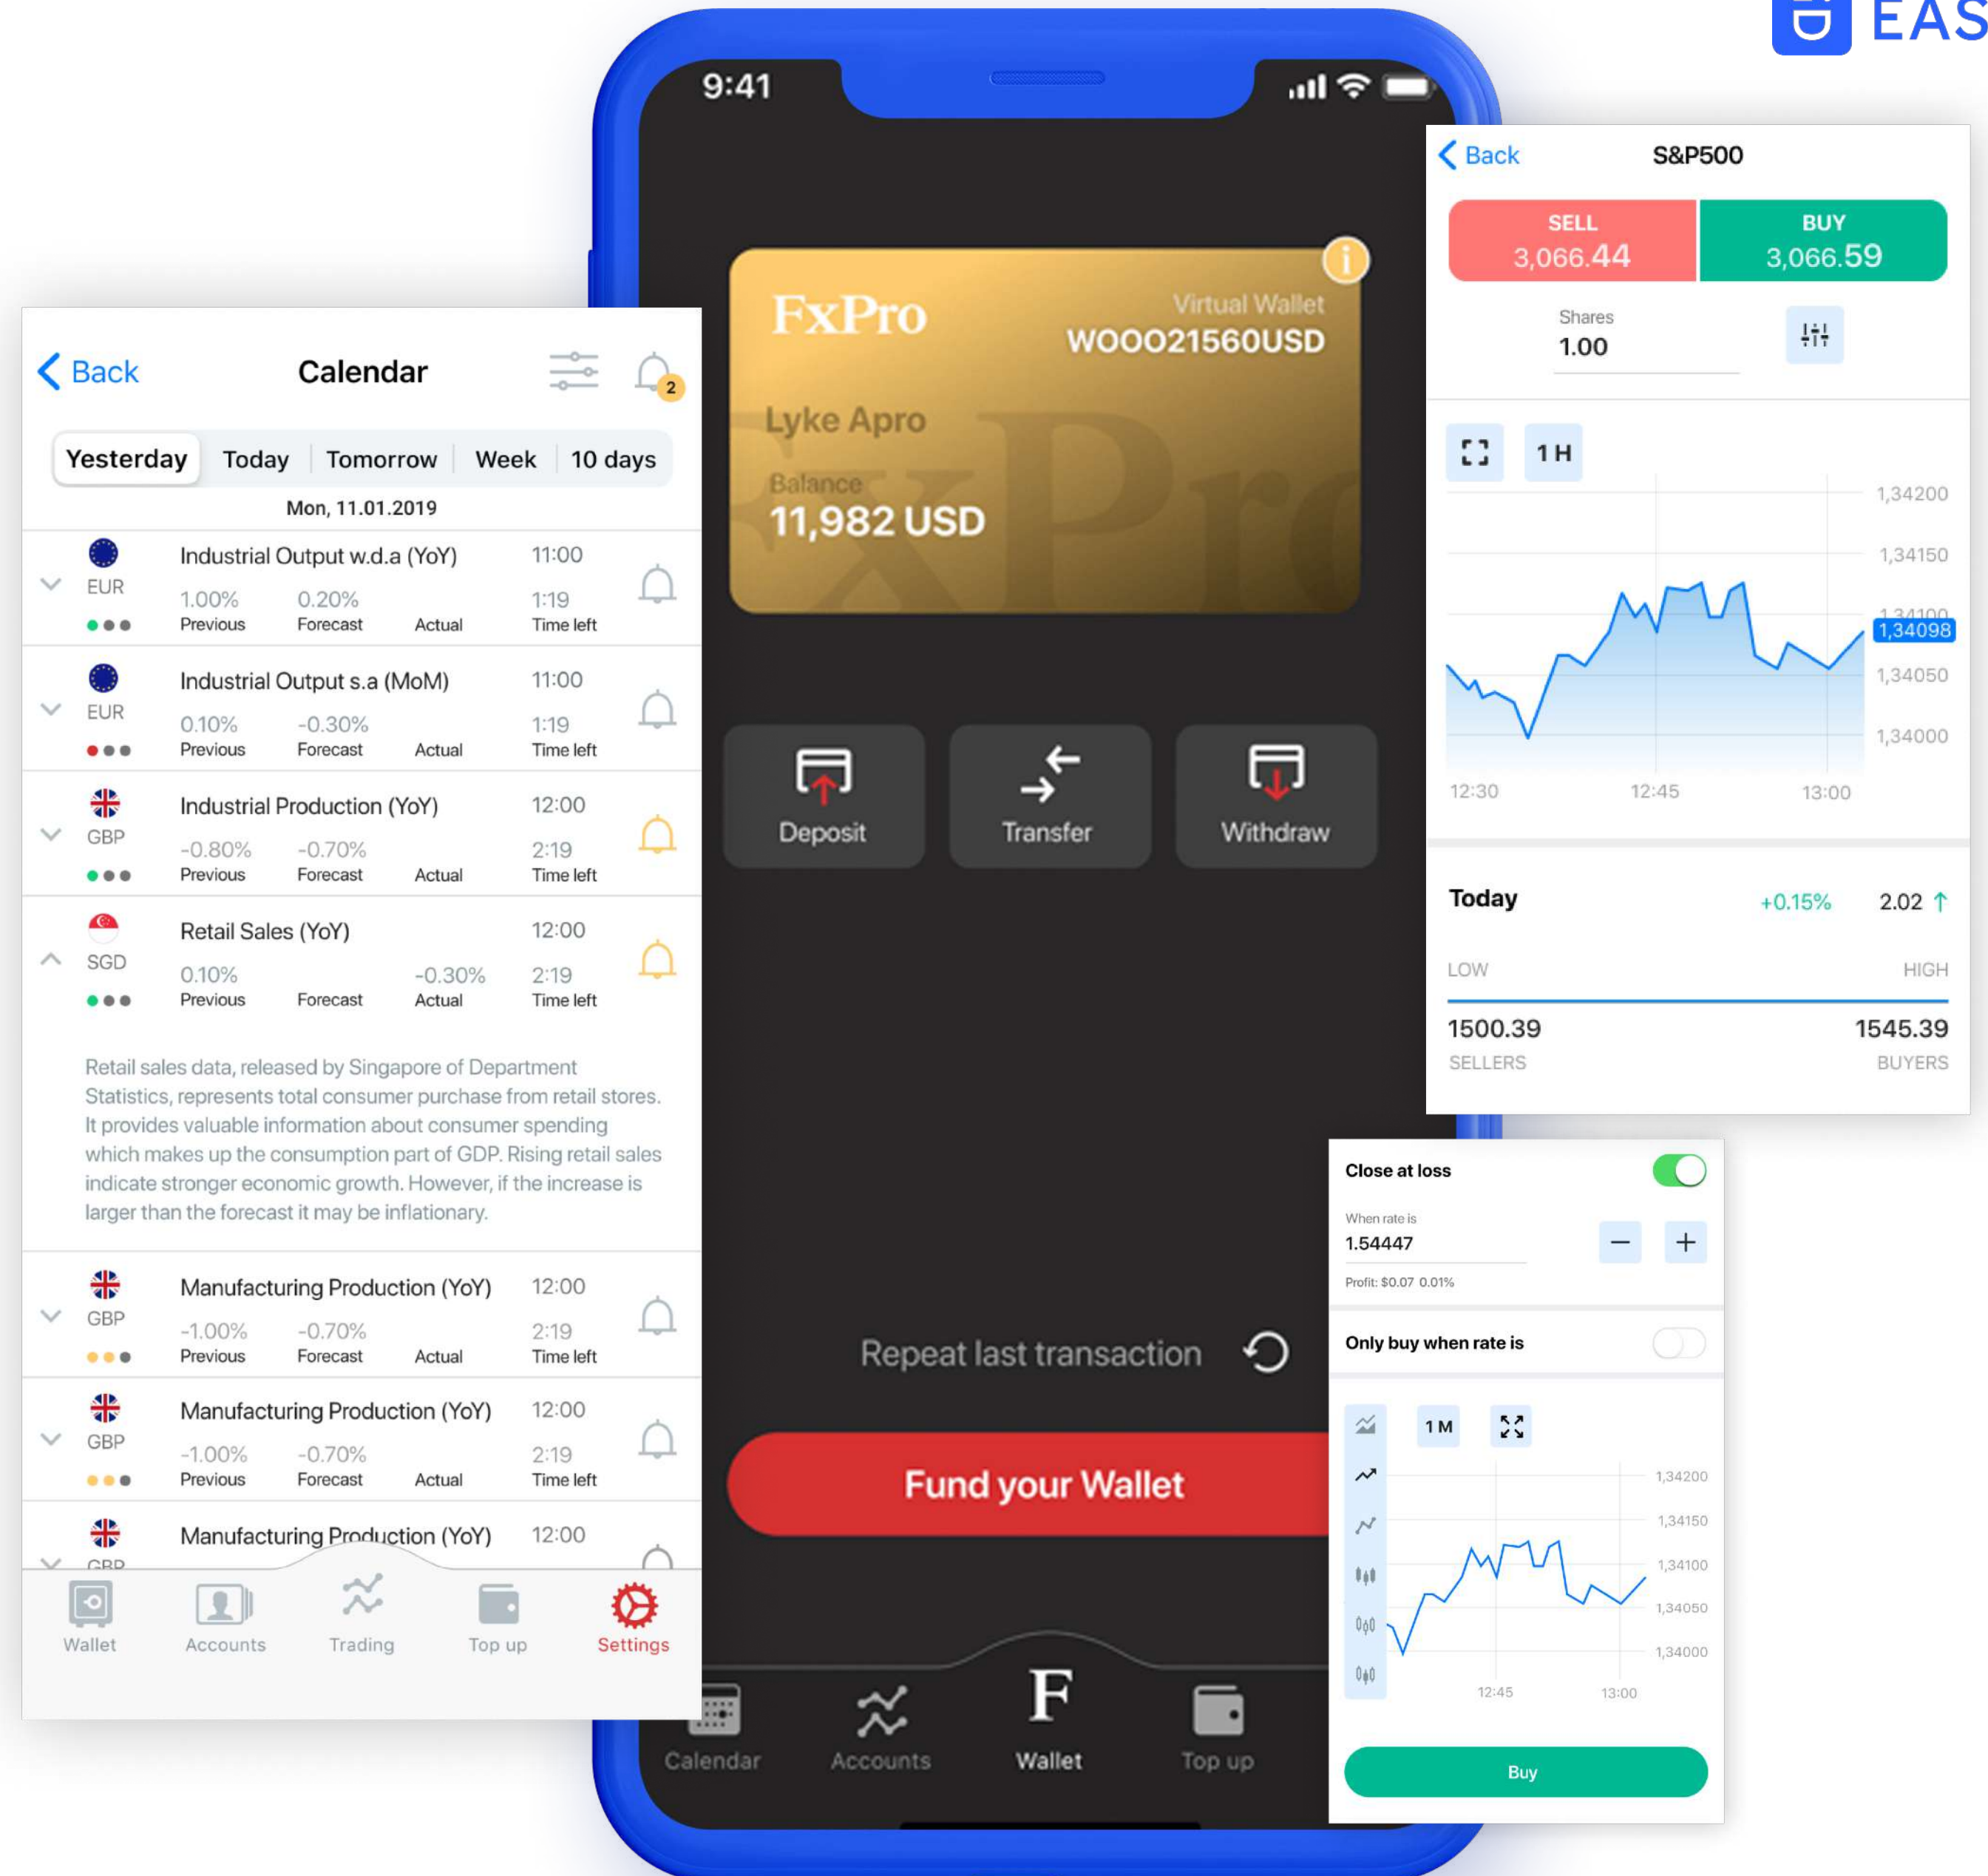 EAS
9:41
FxPro
Virtual Wallet
WOOO21560USD
Lyke Apro
Balance
11,982 USD
FxPro
Deposit
Transfer
Withdraw
Repeat last transaction
Fund your Wallet
Calendar
Accounts
F
Wallet
Top up
Back
Calendar
2
Yesterday Today Tomorrow Week 10 days
Mon, 11.01.2019
EUR
Industrial Output w.d.a (YoY) 11:00
1.00% 0.20% 1:19
Previous Forecast Actual Time left
EUR
Industrial Output s.a (MoM) 11:00
0.10% -0.30% 1:19
Previous Forecast Actual Time left
GBP
Industrial Production (YoY) 12:00
-0.80% -0.70% 2:19
Previous Forecast Actual Time left
SGD
Retail Sales (YoY) 12:00
0.10% -0.30% 2:19
Previous Forecast Actual Time left
Retail sales data, released by Singapore of Department
Statistics, represents total consumer purchase from retail stores.
It provides valuable information about consumer spending
which makes up the consumption part of GDP. Rising retail sales
indicate stronger economic growth. However, if the increase is
larger than the forecast it may be inflationary.
GBP
Manufacturing Production (YoY) 12:00
-1.00% -0.70% 2:19
Previous Forecast Actual Time left
GBP
Manufacturing Production (YoY) 12:00
-1.00% -0.70% 2:19
Previous Forecast Actual Time left
Manufacturing Production (YoY) 12:00
GBP
Wallet Accounts Trading Top up Settings
Back
S&P500
SELL
3,066.44
BUY
3,066.59
Shares
1.00
1 H
1,34200
1,34150
1,34100
1,34098
1,34050
1,34000
12:30 12:45 13:00
Today +0.15% 2.02
LOW HIGH
1500.39 1545.39
SELLERS BUYERS
Close at loss
When rate is
1.54447
− +
Profit: $0.07 0.01%
Only buy when rate is
1 M
1,34200
1,34150
1,34100
1,34050
1,34000
12:45 13:00
Buy